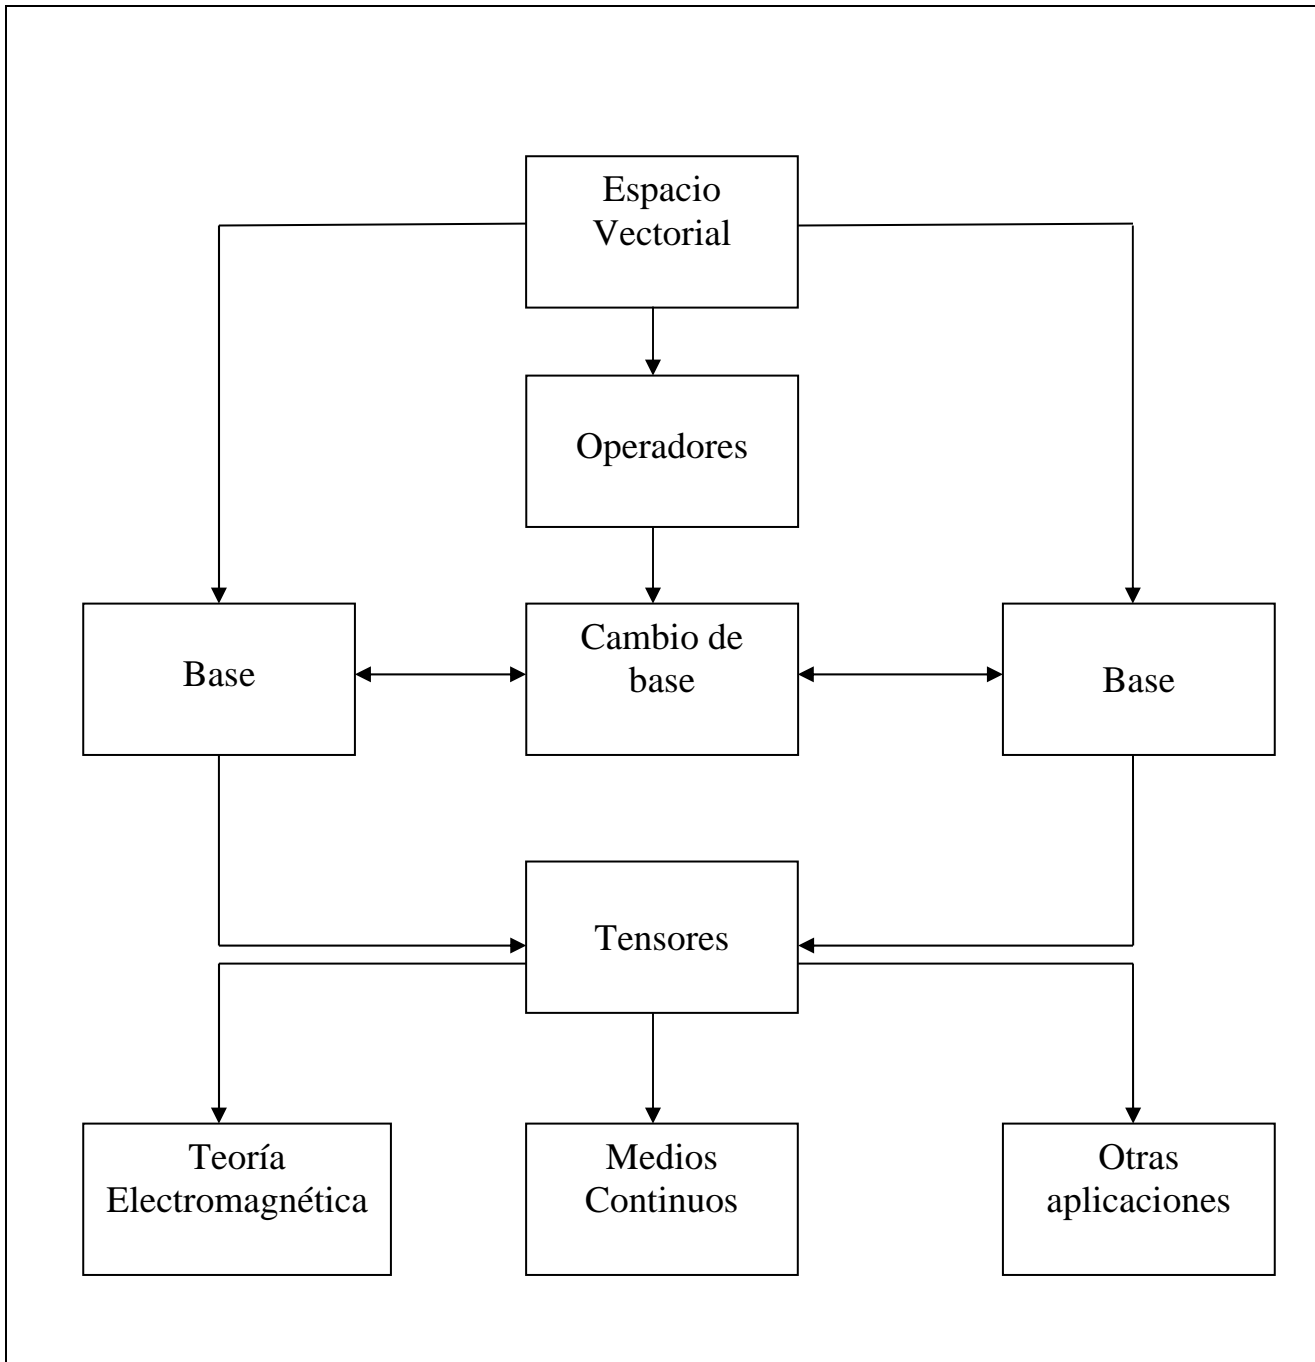 Espacio
Vectorial
Operadores
Base
Cambio de
base
Base
Tensores
Teoría
Electromagnética
Medios
Continuos
Otras
aplicaciones